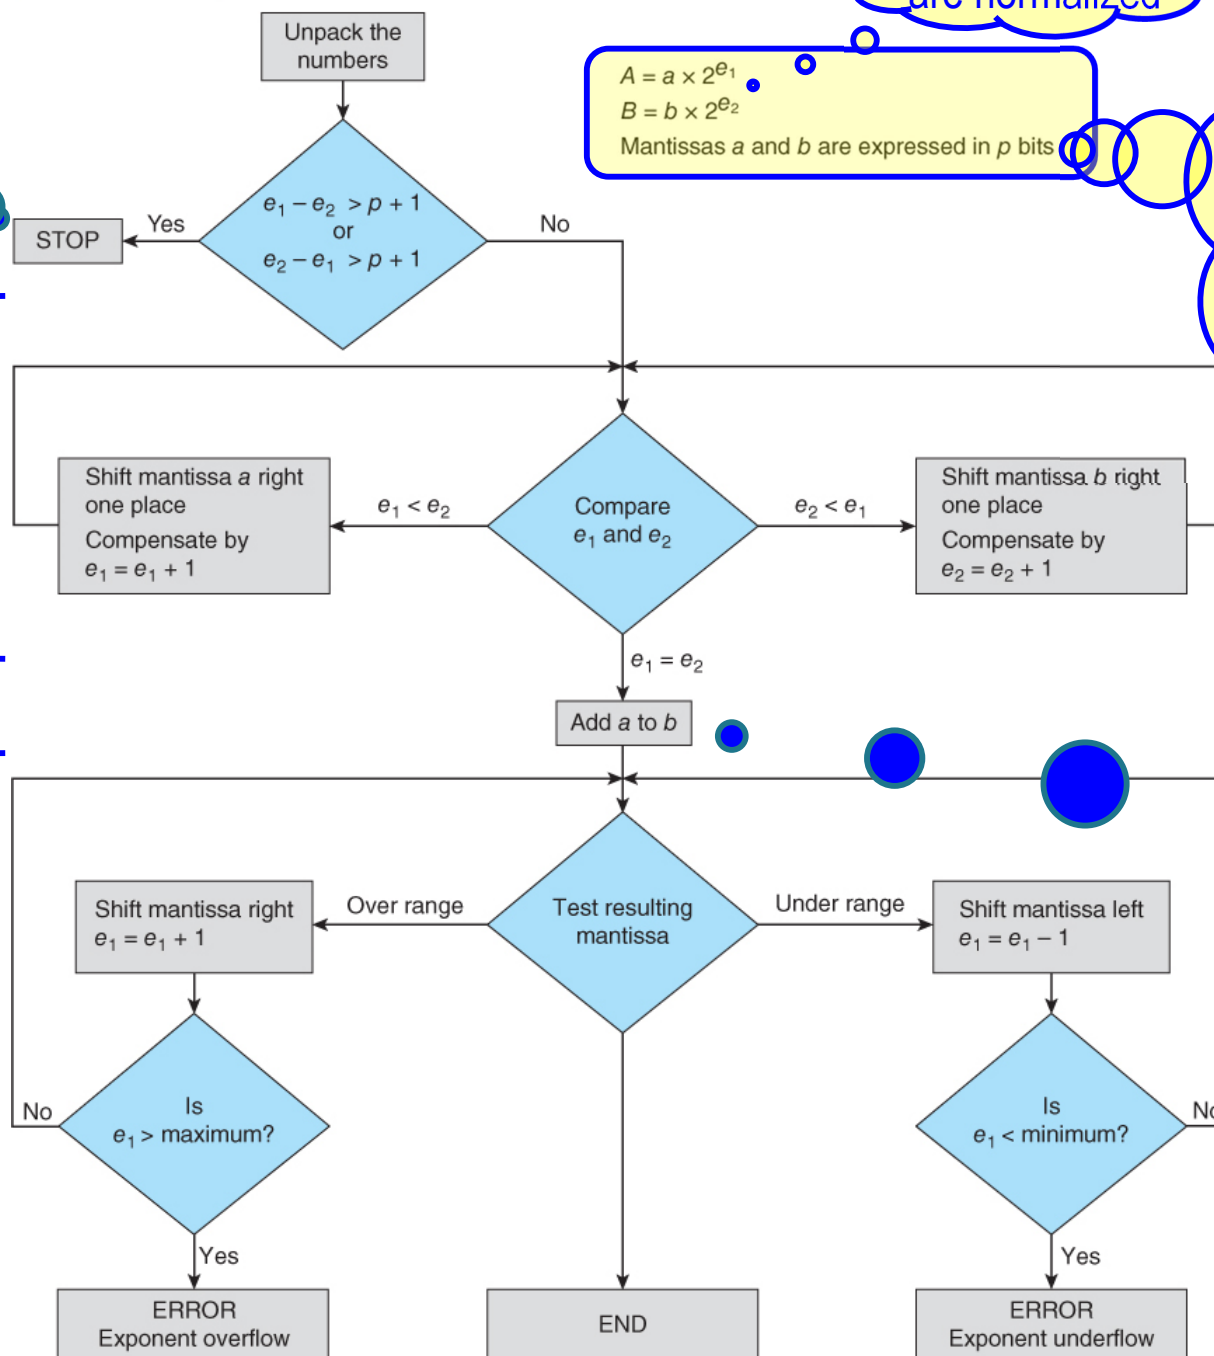 are normalized
Unpack the
numbers
A = a × 2^e₁
B = b × 2^e₂
Mantissas a and b are expressed in p bits
e₁ − e₂ > p + 1
or
e₂ − e₁ > p + 1
Yes
No
STOP
Shift mantissa a right
one place
Compensate by
e₁ = e₁ + 1
e₁ < e₂
Compare
e₁ and e₂
e₂ < e₁
Shift mantissa b right
one place
Compensate by
e₂ = e₂ + 1
e₁ = e₂
Add a to b
Shift mantissa right
e₁ = e₁ + 1
Over range
Test resulting
mantissa
Under range
Shift mantissa left
e₁ = e₁ − 1
No
Is
e₁ > maximum?
Is
e₁ < minimum?
No
Yes
Yes
ERROR
Exponent overflow
END
ERROR
Exponent underflow